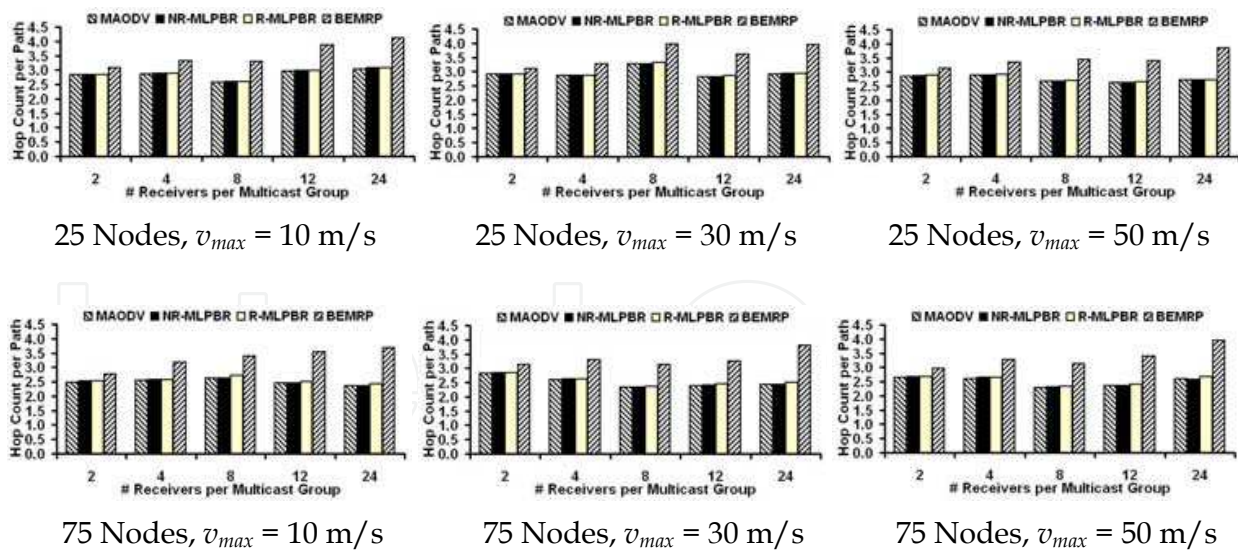 MAODV NR-MLPBR R-MLPBR BEMRP
Hop Count per Path
4.5
4.0
3.5
3.0
2.5
2.0
1.5
1.0
0.5
0.0
2 4 8 12 24
# Receivers per Multicast Group
25 Nodes, vmax = 10 m/s
MAODV NR-MLPBR R-MLPBR BEMRP
Hop Count per Path
4.5
4.0
3.5
3.0
2.5
2.0
1.5
1.0
0.5
0.0
2 4 8 12 24
# Receivers per Multicast Group
25 Nodes, vmax = 30 m/s
MAODV NR-MLPBR R-MLPBR BEMRP
Hop Count per Path
4.5
4.0
3.5
3.0
2.5
2.0
1.5
1.0
0.5
0.0
2 4 8 12 24
# Receivers per Multicast Group
25 Nodes, vmax = 50 m/s
MAODV NR-MLPBR R-MLPBR BEMRP
Hop Count per Path
4.5
4.0
3.5
3.0
2.5
2.0
1.5
1.0
0.5
0.0
2 4 8 12 24
# Receivers per Multicast Group
75 Nodes, vmax = 10 m/s
MAODV NR-MLPBR R-MLPBR BEMRP
Hop Count per Path
4.5
4.0
3.5
3.0
2.5
2.0
1.5
1.0
0.5
0.0
2 4 8 12 24
# Receivers per Multicast Group
75 Nodes, vmax = 30 m/s
MAODV NR-MLPBR R-MLPBR BEMRP
Hop Count per Path
4.5
4.0
3.5
3.0
2.5
2.0
1.5
1.0
0.5
0.0
2 4 8 12 24
# Receivers per Multicast Group
75 Nodes, vmax = 50 m/s